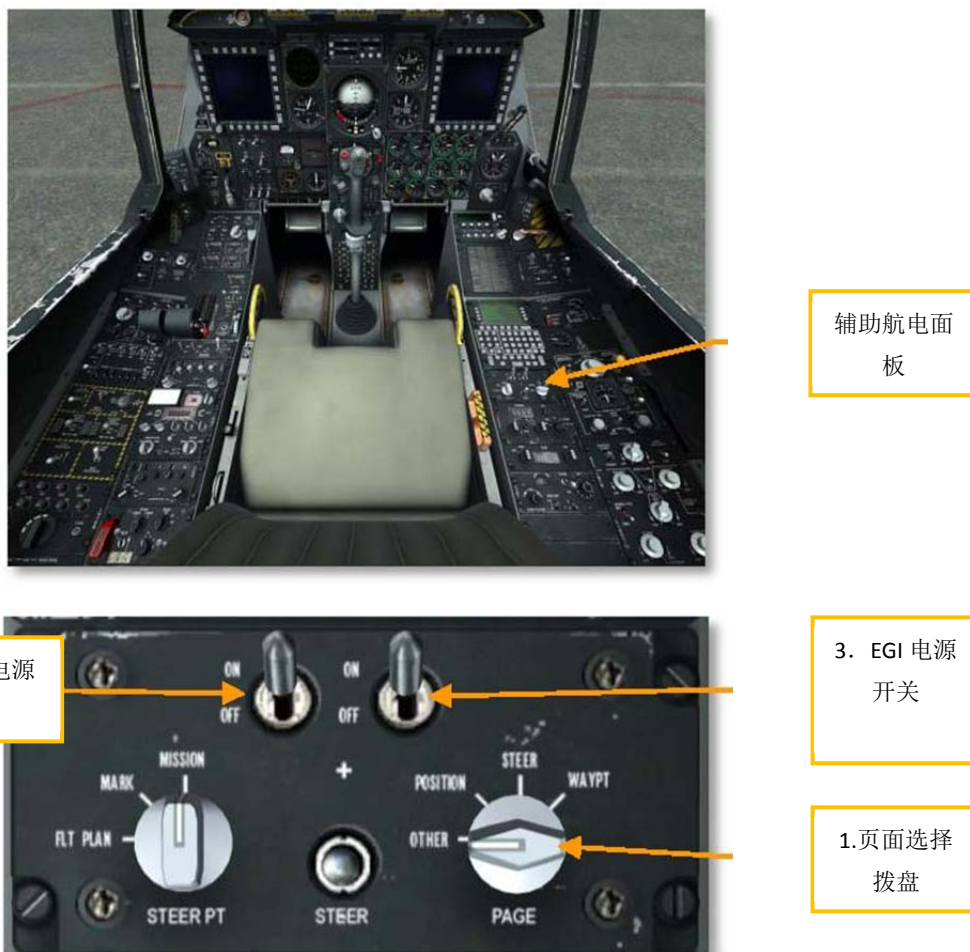 辅助航电面
板
电源
3. EGI 电源
开关
ON
ON
OFF
OFF
MISSION
MARK
FLT PLAN
STEER PT
+
STEER
STEER
POSITION
WAYPT
OTHER
PAGE
1.页面选择
拨盘